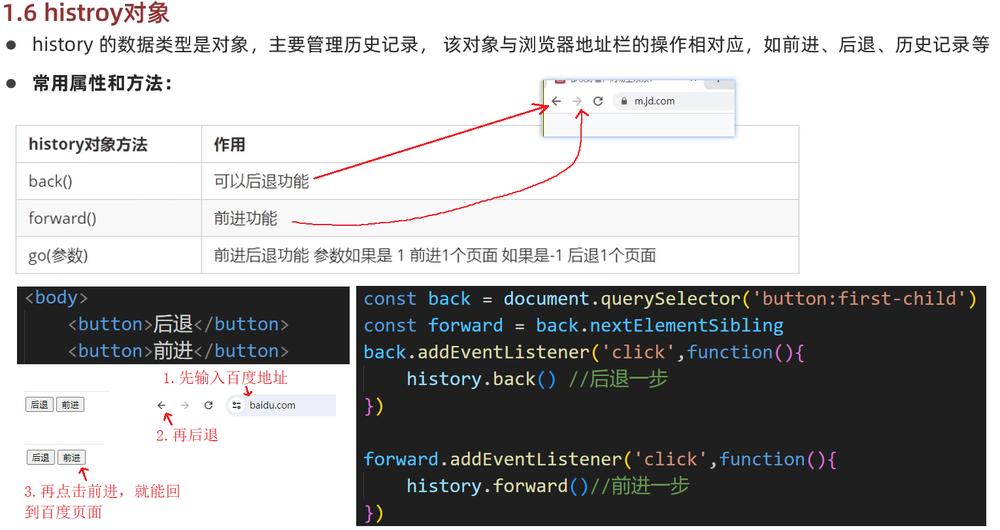 1.6 histroy对象
● history 的数据类型是对象，主要管理历史记录， 该对象与浏览器地址栏的操作相对应，如前进、后退、历史记录等
● 常用属性和方法：
m.jd.com
history对象方法 作用
back() 可以后退功能
forward() 前进功能
go(参数) 前进后退功能 参数如果是 1 前进1个页面 如果是-1 后退1个页面
<body>
<button>后退</button>
<button>前进</button>
1.先输入百度地址
后退 前进
baidu.com
2.再后退
后退 前进
3.再点击前进，就能回
到百度页面
const back = document.querySelector('button:first-child')
const forward = back.nextElementSibling
back.addEventListener('click',function(){
history.back() //后退一步
})
forward.addEventListener('click',function(){
history.forward()//前进一步
})